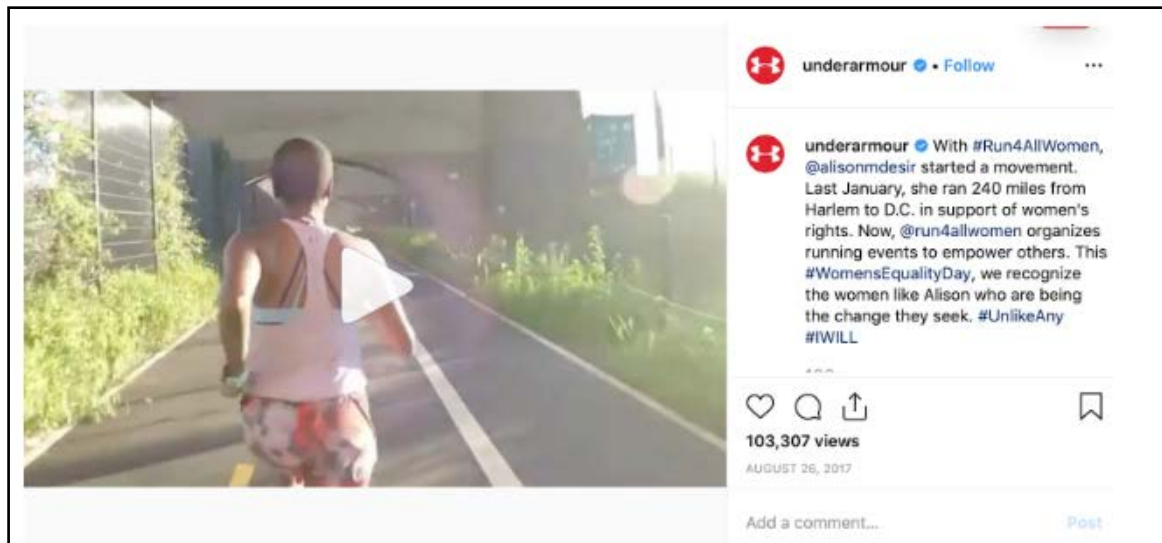 underarmour • Follow
underarmour With #Run4AllWomen,
@alisonmdesir started a movement.
Last January, she ran 240 miles from
Harlem to D.C. in support of women's
rights. Now, @run4allwomen organizes
running events to empower others. This
#WomensEqualityDay, we recognize
the women like Alison who are being
the change they seek. #UnlikeAny
#IWILL
103,307 views
AUGUST 26, 2017
Add a comment... Post